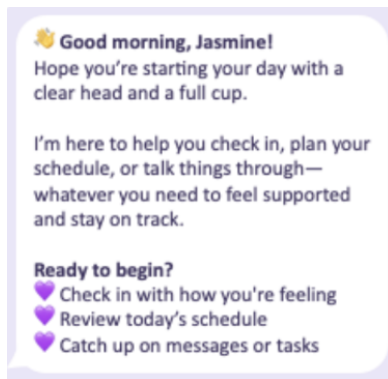 👋 Good morning, Jasmine!
Hope you’re starting your day with a
clear head and a full cup.
I’m here to help you check in, plan your
schedule, or talk things through—
whatever you need to feel supported
and stay on track.
Ready to begin?
💜 Check in with how you're feeling
💜 Review today’s schedule
💜 Catch up on messages or tasks